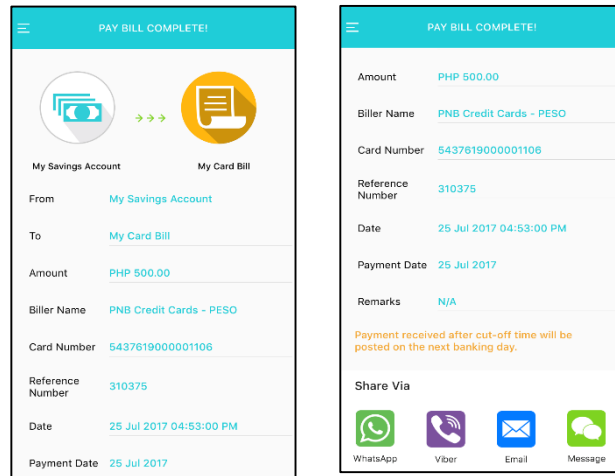 PAY BILL COMPLETE!
My Savings Account
My Card Bill
From My Savings Account
To My Card Bill
Amount PHP 500.00
Biller Name PNB Credit Cards - PESO
Card Number 5437619000001106
Reference
Number 310375
Date 25 Jul 2017 04:53:00 PM
Payment Date 25 Jul 2017
PAY BILL COMPLETE!
Amount PHP 500.00
Biller Name PNB Credit Cards - PESO
Card Number 5437619000001106
Reference
Number 310375
Date 25 Jul 2017 04:53:00 PM
Payment Date 25 Jul 2017
Remarks N/A
Payment received after cut-off time will be
posted on the next banking day.
Share Via
WhatsApp Viber Email Message